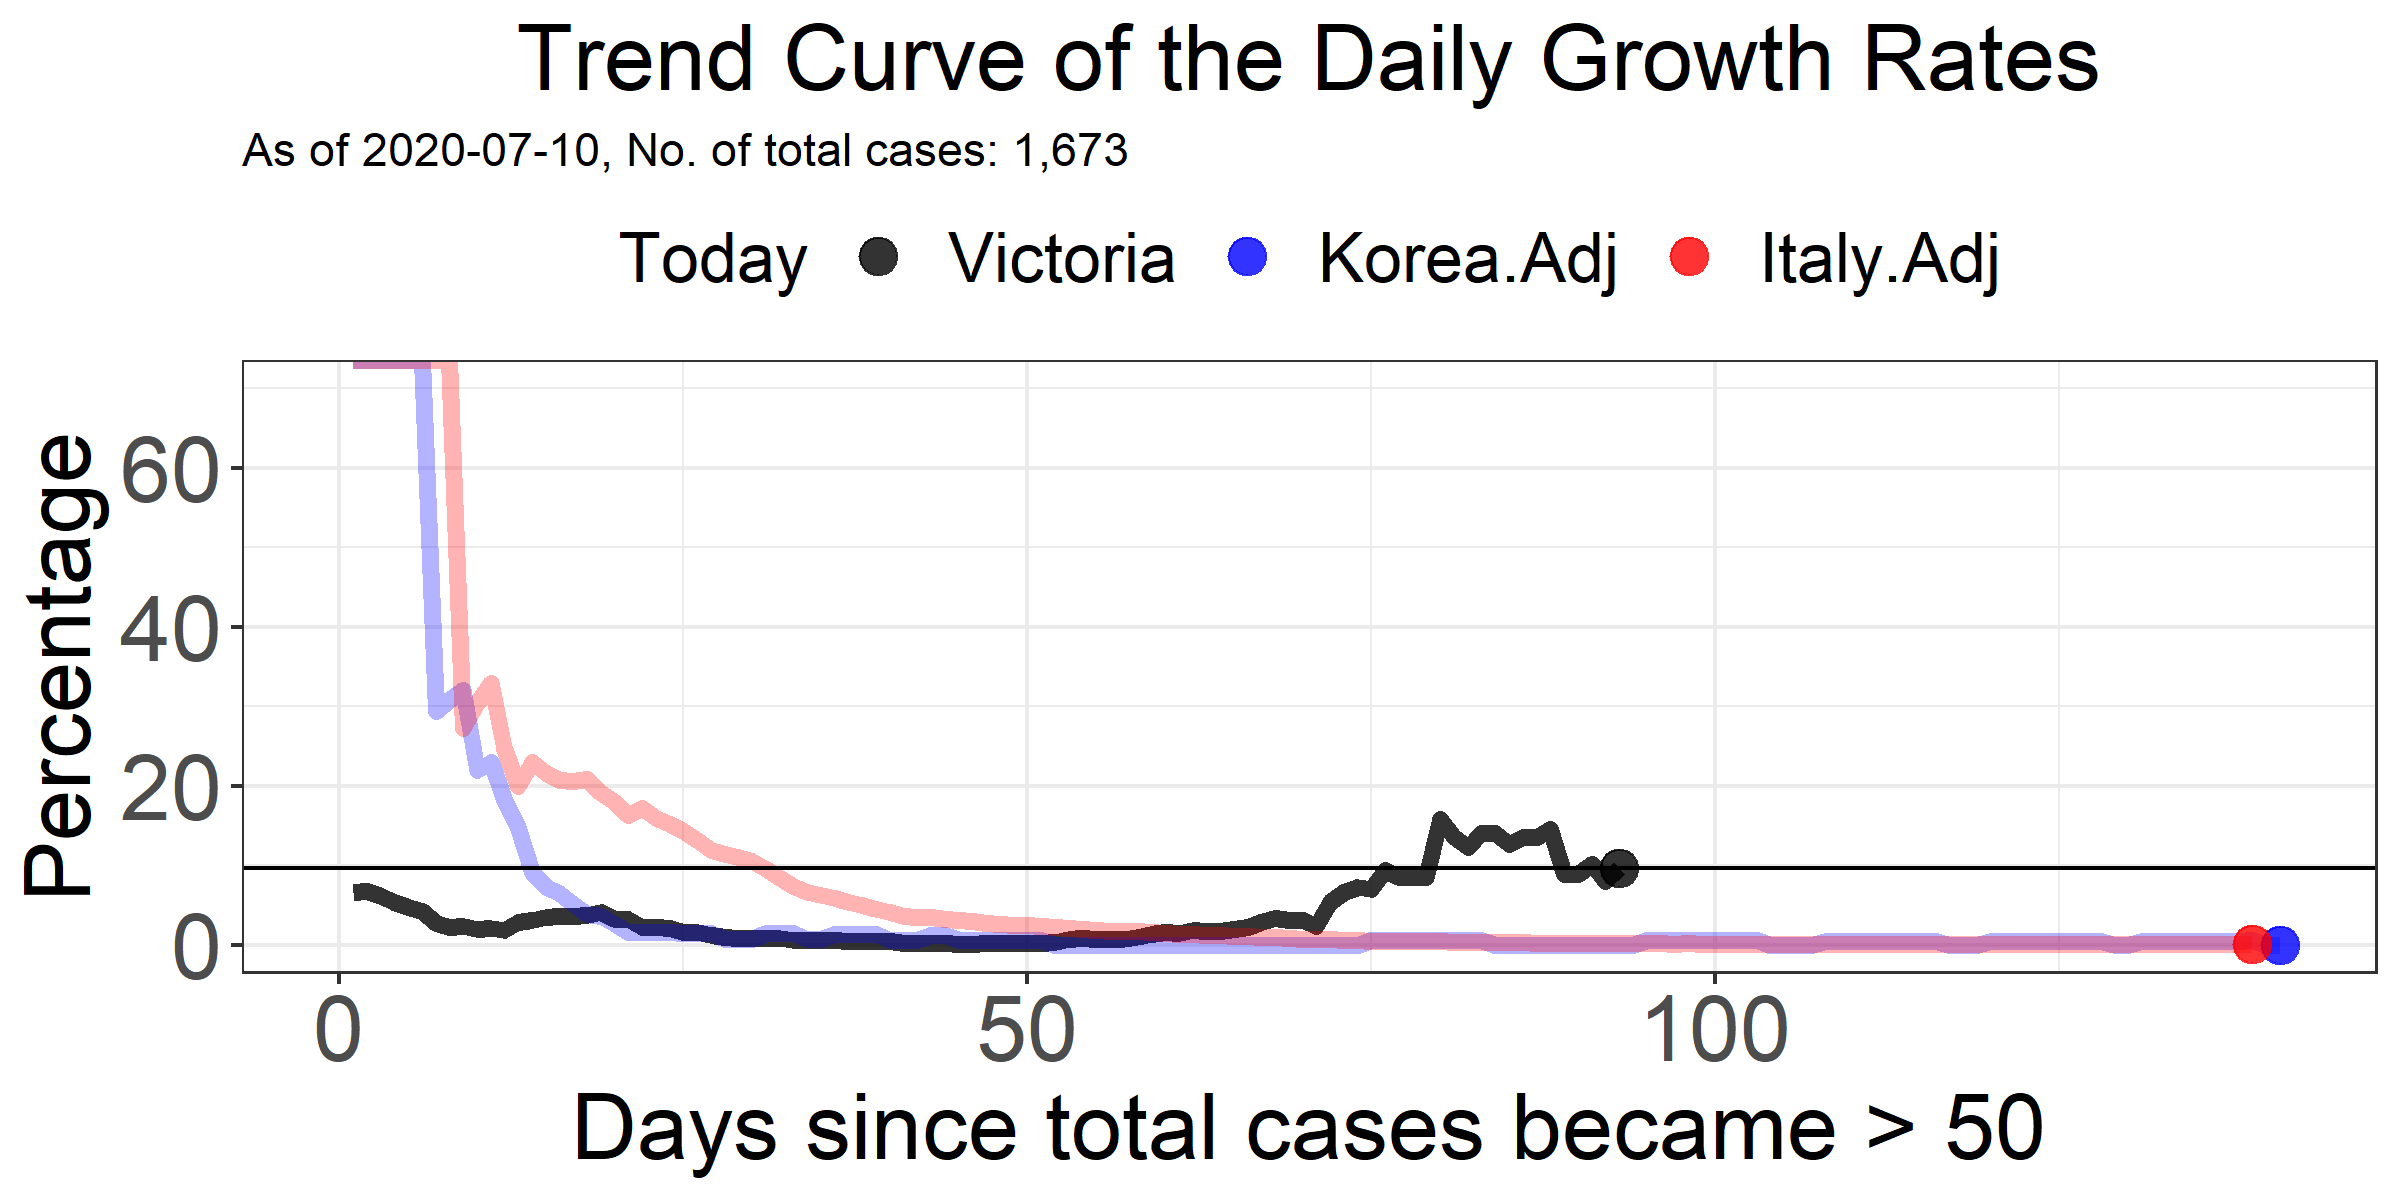 Trend Curve of the Daily Growth Rates
As of 2020-07-10, No. of total cases: 1,673
Today Victoria Korea.Adj Italy.Adj
Percentage
60
40
20
0
0 50 100
Days since total cases became > 50